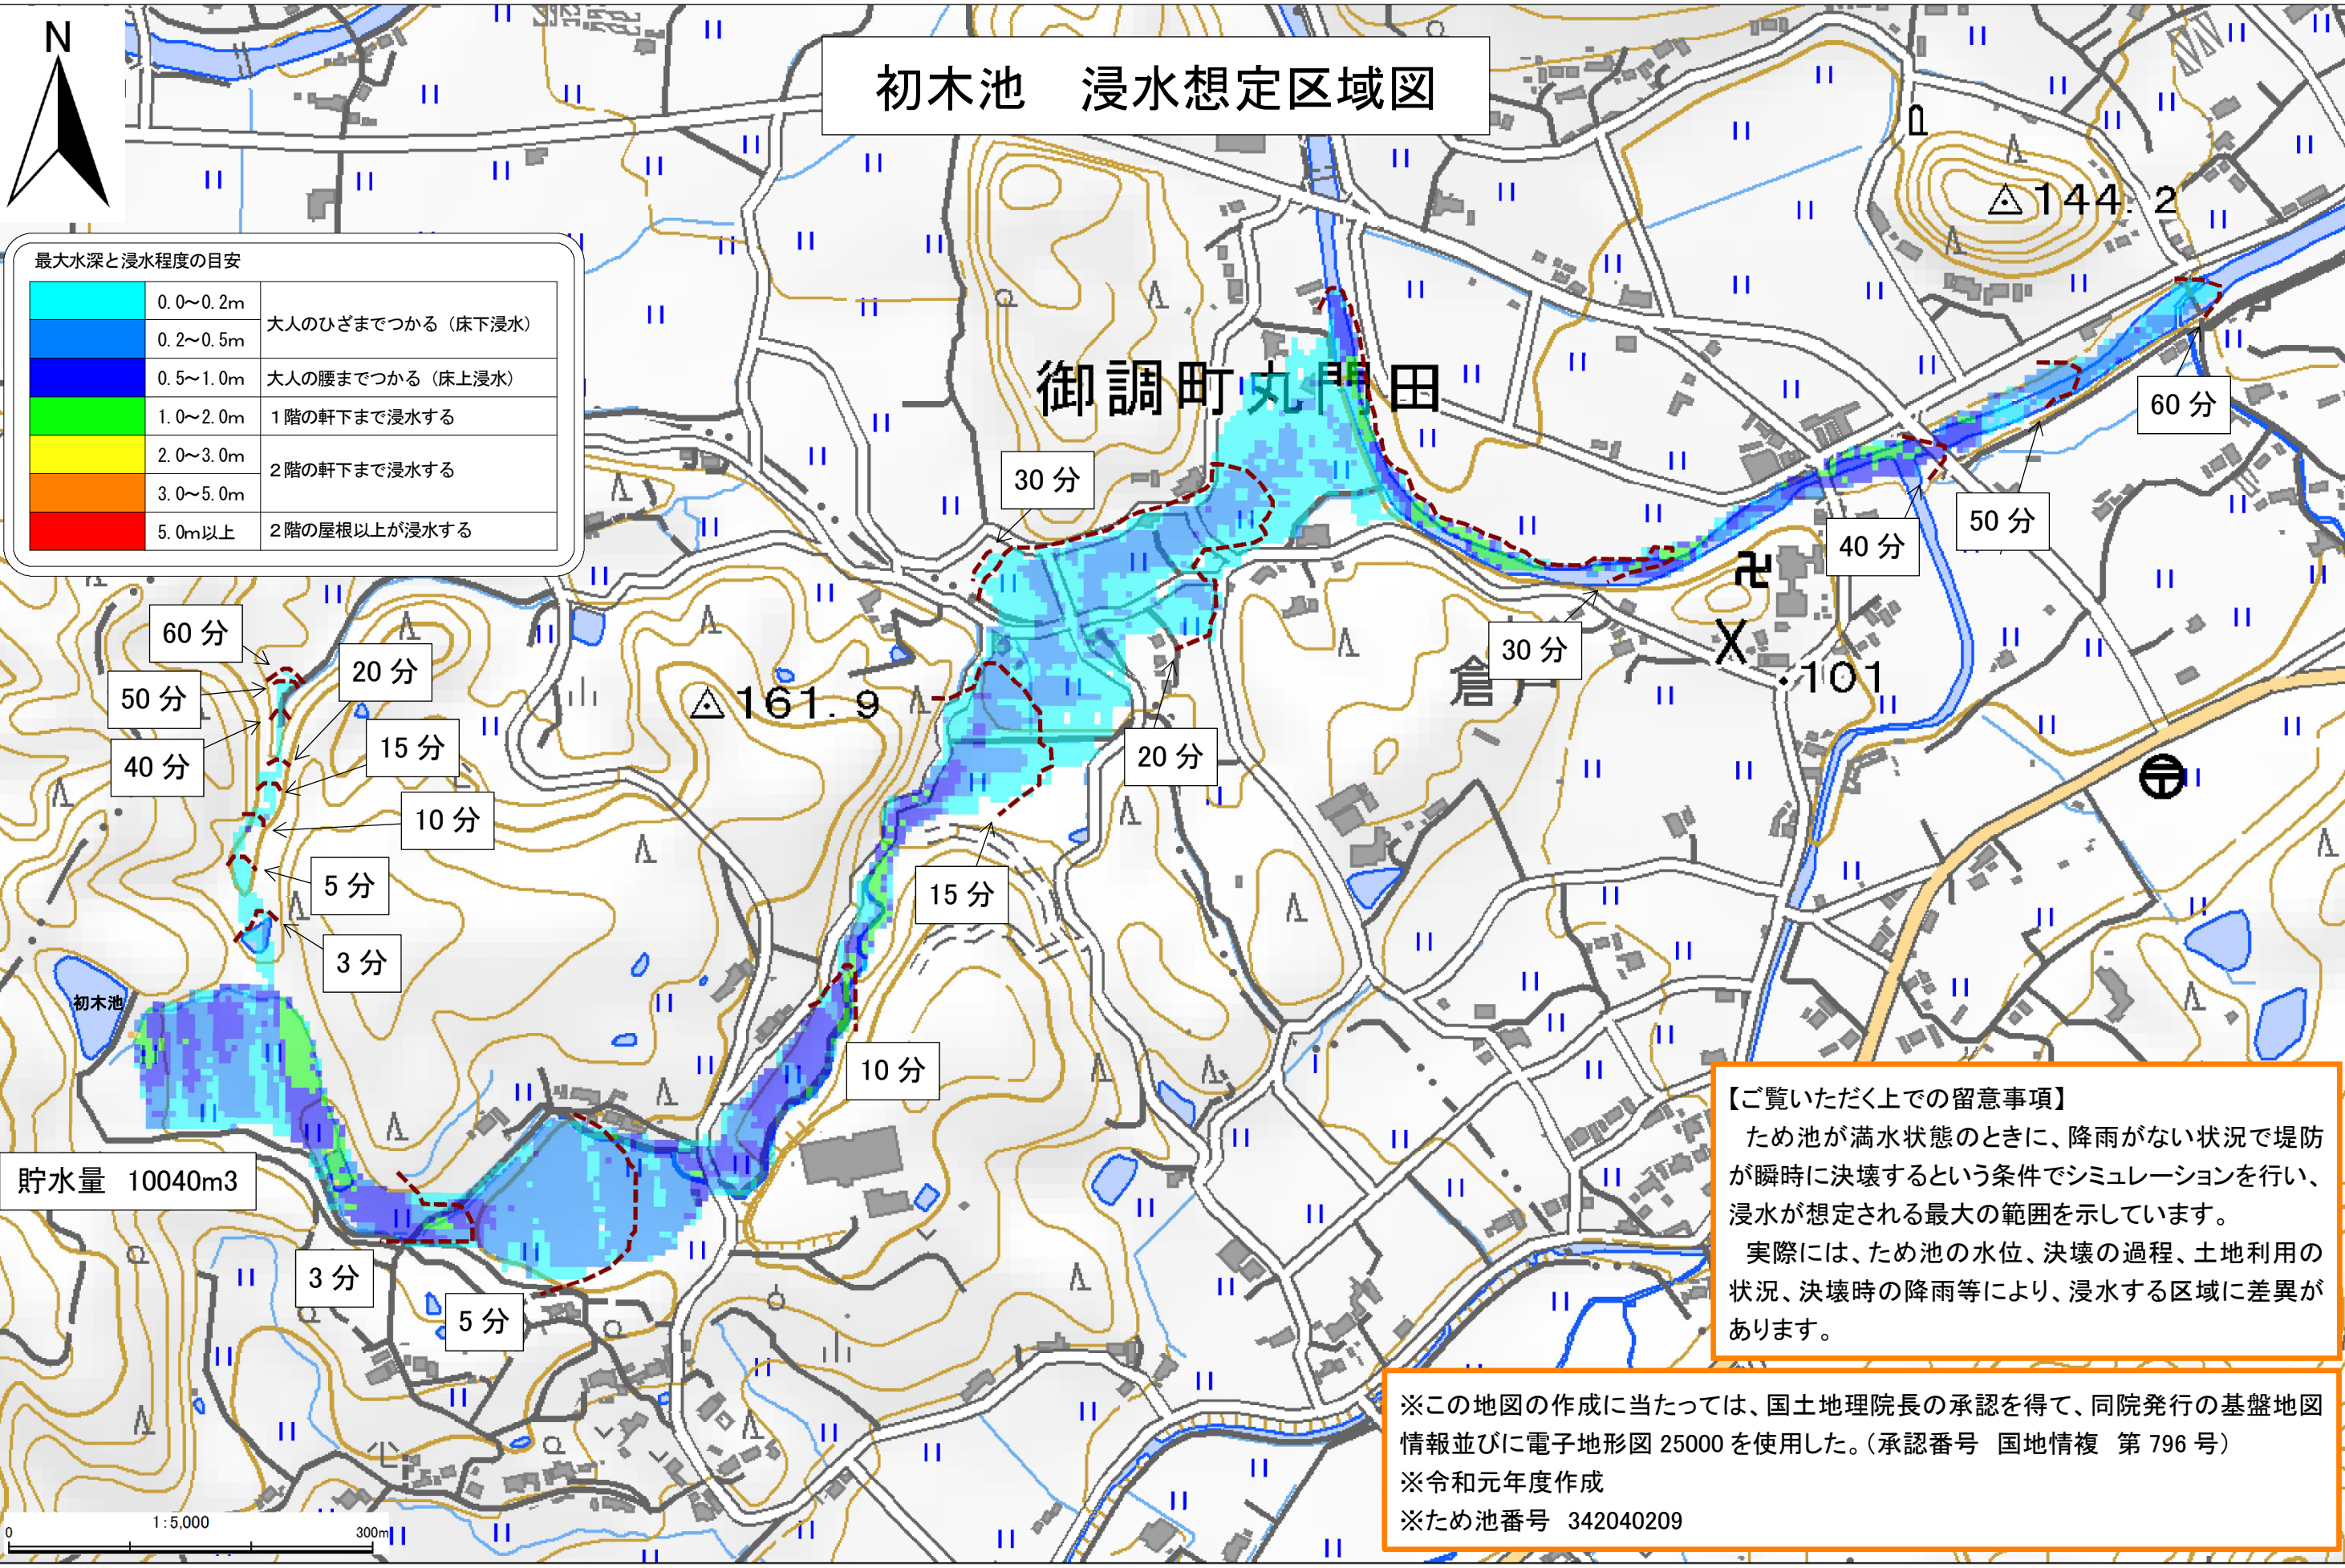 N
初木池　浸水想定区域図
最大水深と浸水程度の目安
0.0～0.2m
大人のひざまでつかる（床下浸水）
0.2～0.5m
0.5～1.0m 大人の腰までつかる（床上浸水）
1.0～2.0m 1階の軒下まで浸水する
2.0～3.0m
2階の軒下まで浸水する
3.0～5.0m
5.0m以上 2階の屋根以上が浸水する
144.2
御調町丸門田
60分
30分
50分
40分
30分
60分
20分
50分
15分
40分
10分
5分
3分
161.9
倉
101
20分
15分
初木池
10分
貯水量　10040m3
3分
5分
【ご覧いただく上での留意事項】
ため池が満水状態のときに、降雨がない状況で堤防
が瞬時に決壊するという条件でシミュレーションを行い、
浸水が想定される最大の範囲を示しています。
実際には、ため池の水位、決壊の過程、土地利用の
状況、決壊時の降雨等により、浸水する区域に差異が
あります。
※この地図の作成に当たっては、国土地理院長の承認を得て、同院発行の基盤地図
情報並びに電子地形図 25000 を使用した。（承認番号　国地情複　第 796 号）
※令和元年度作成
※ため池番号　342040209
1:5,000
0 300m